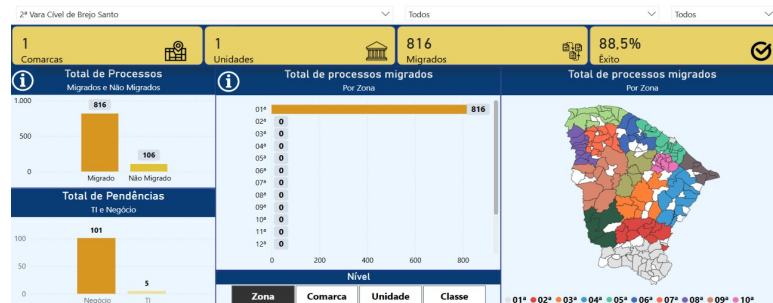 2ª Vara Cível de Brejo Santo
Todos
Todos
1
Comarcas
1
Unidades
816
Migrados
88,5%
Êxito
Total de Processos
Migrados e Não Migrados
1.000
500
0
816
106
Migrado
Não Migrado
Total de Pendências
TI e Negócio
100
50
0
101
5
Negócio
TI
Total de processos migrados
Por Zona
01ª 816
02ª 0
03ª 0
04ª 0
05ª 0
06ª 0
07ª 0
08ª 0
09ª 0
10ª 0
11ª 0
12ª 0
0 200 400 600 800
Nível
Zona Comarca Unidade Classe
Total de processos migrados
Por Zona
01ª 02ª 03ª 04ª 05ª 06ª 07ª 08ª 09ª 10ª